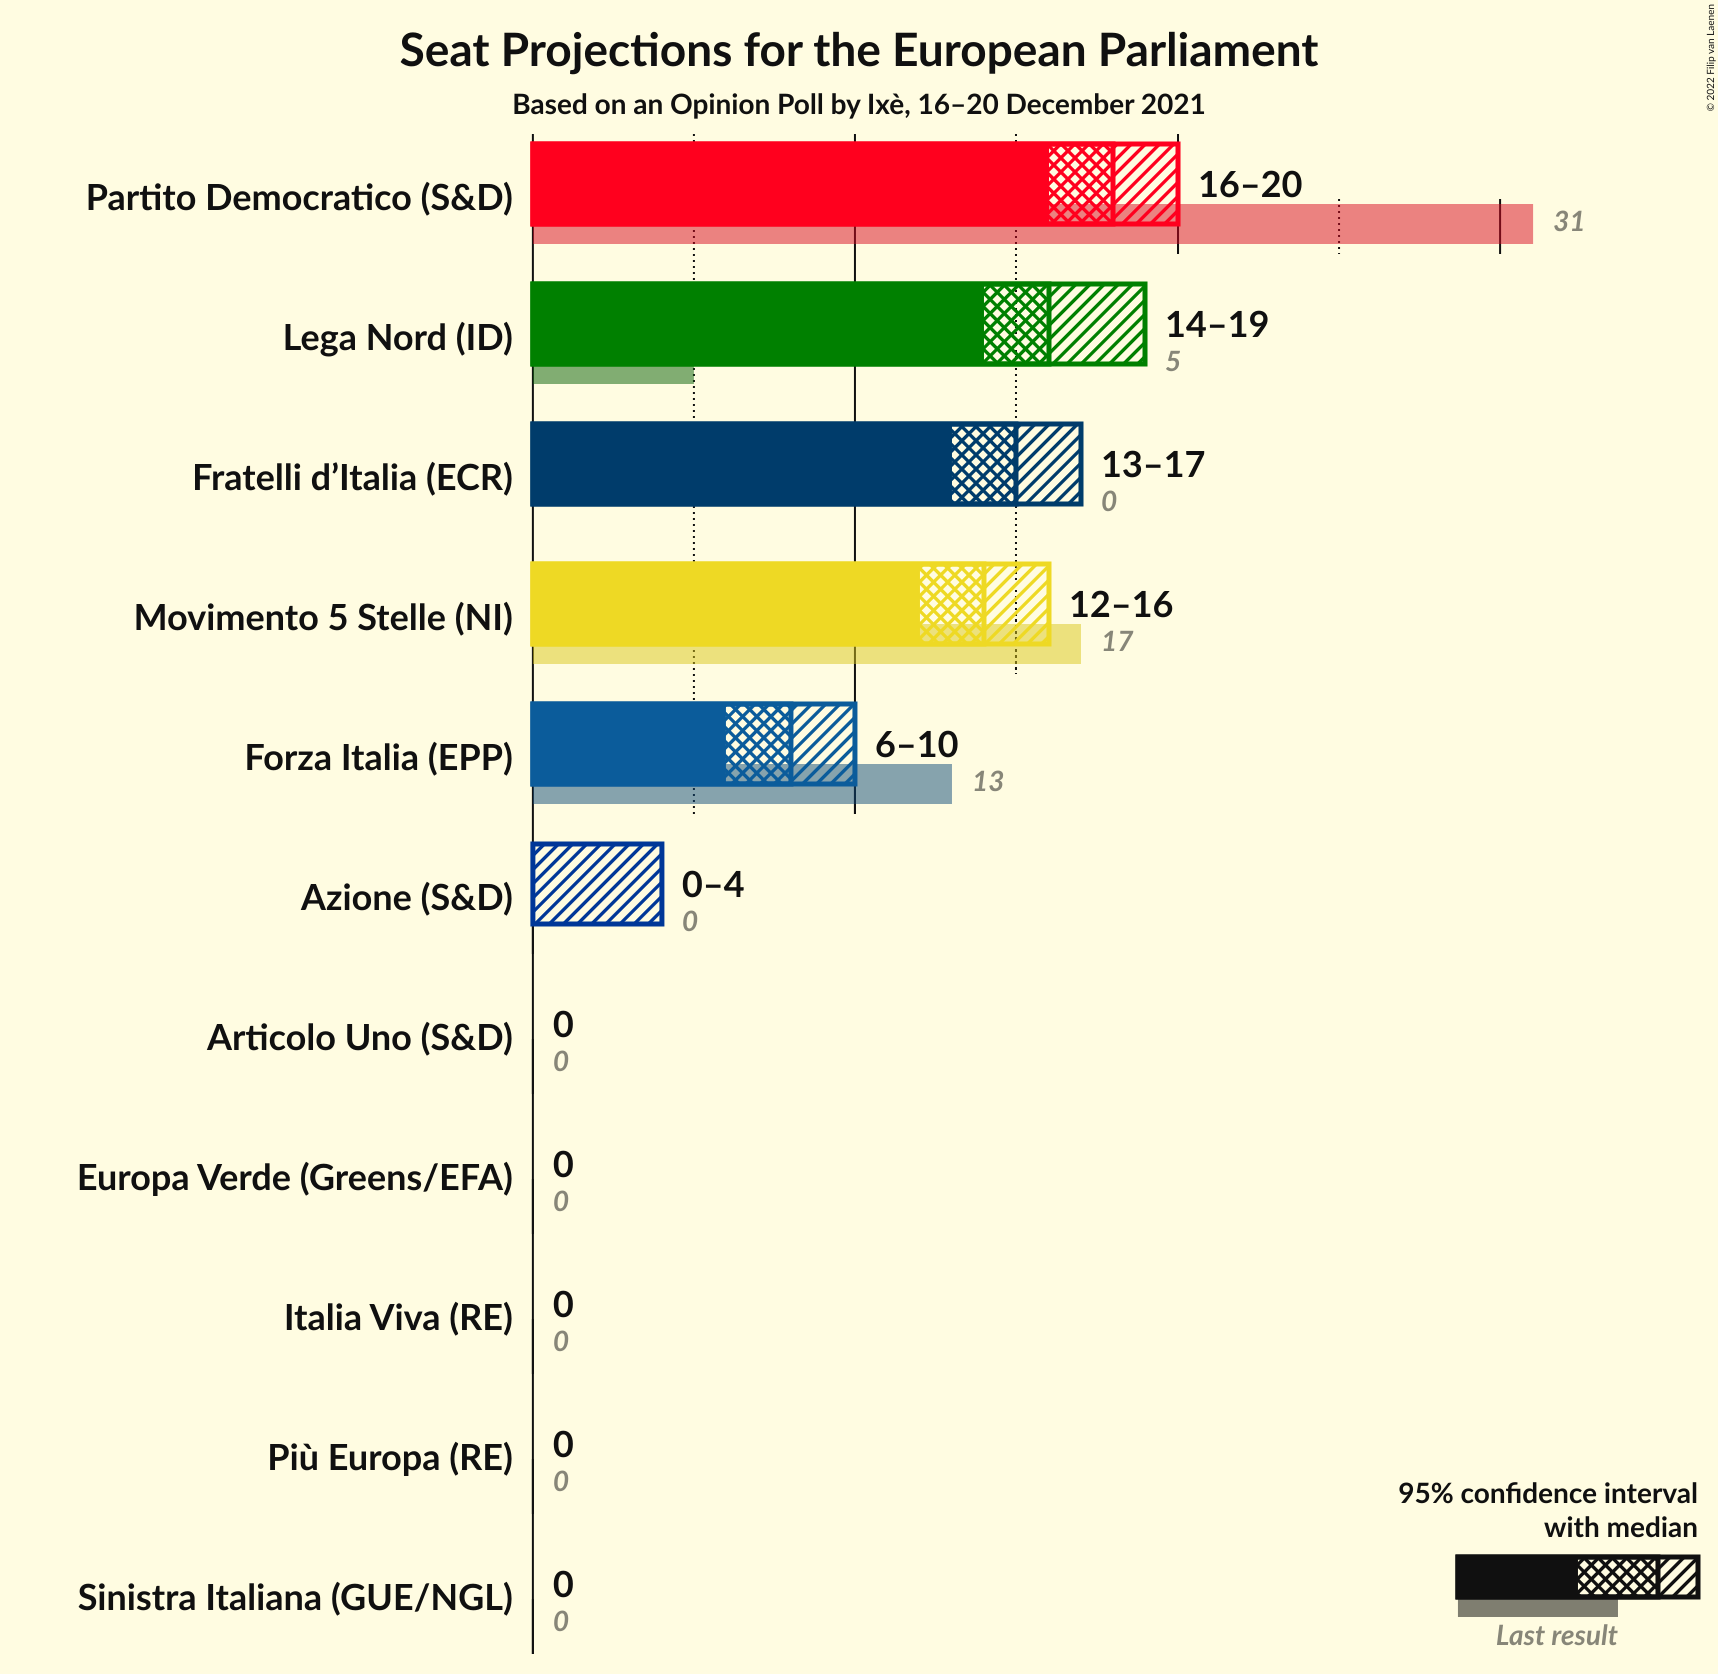 Seat Projections for the European Parliament
Based on an Opinion Poll by Ixè, 16–20 December 2021
© 2022 Filip van Laenen
Partito Democratico (S&D)
16–20
31
Lega Nord (ID)
14–19
5
Fratelli d’Italia (ECR)
13–17
0
Movimento 5 Stelle (NI)
12–16
17
Forza Italia (EPP)
6–10
13
Azione (S&D)
0–4
0
Articolo Uno (S&D)
0
0
Europa Verde (Greens/EFA)
0
0
Italia Viva (RE)
0
0
Più Europa (RE)
0
0
Sinistra Italiana (GUE/NGL)
0
0
95% confidence interval
with median
Last result